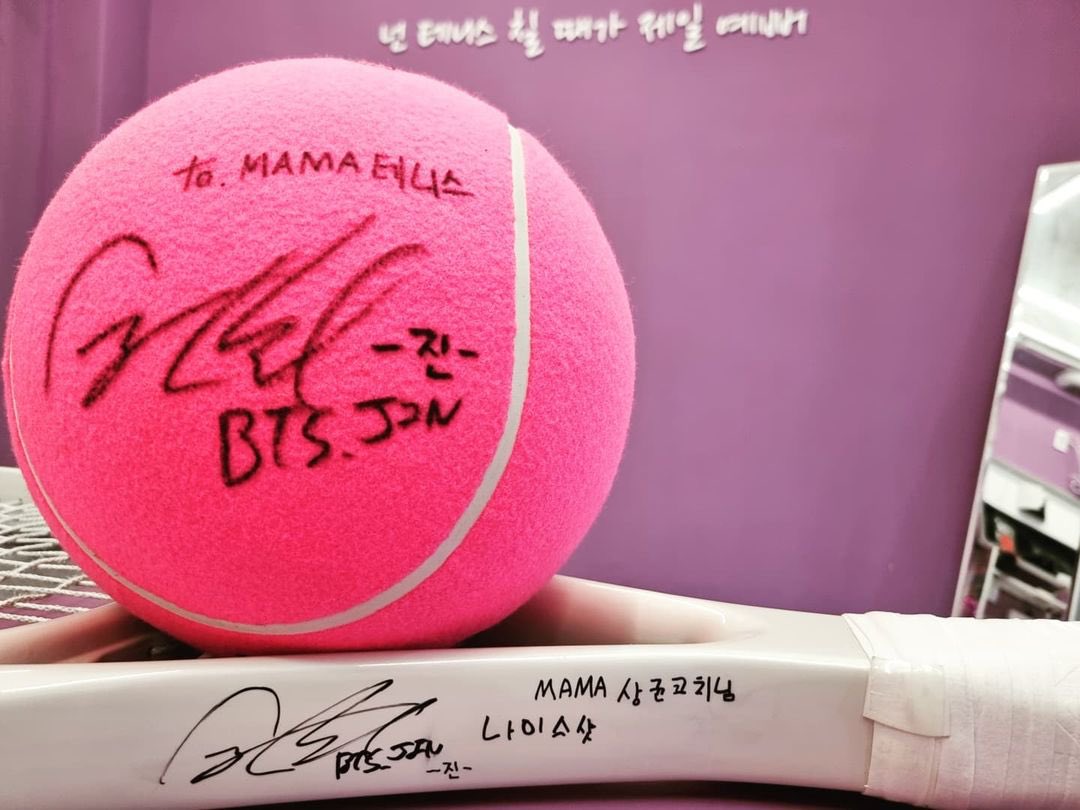 넌 테니스 칠 때가 제일 예뻐
to. MAMA 테니스
-진-
BTS. JIN
MAMA 상권코치님
나이스샷
BTS. JIN
-진-